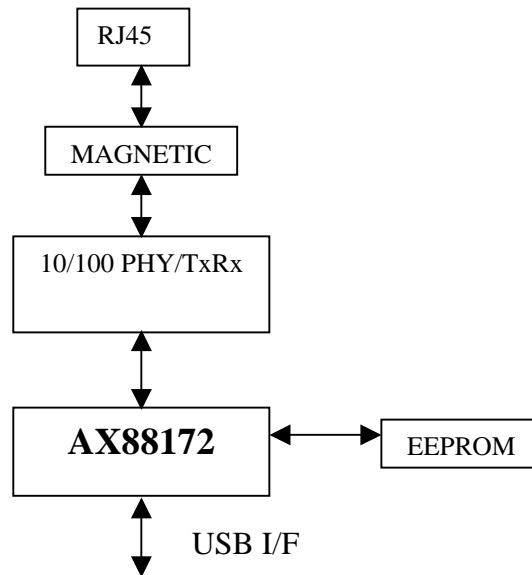 RJ45
MAGNETIC
10/100 PHY/TxRx
AX88172
EEPROM
USB I/F